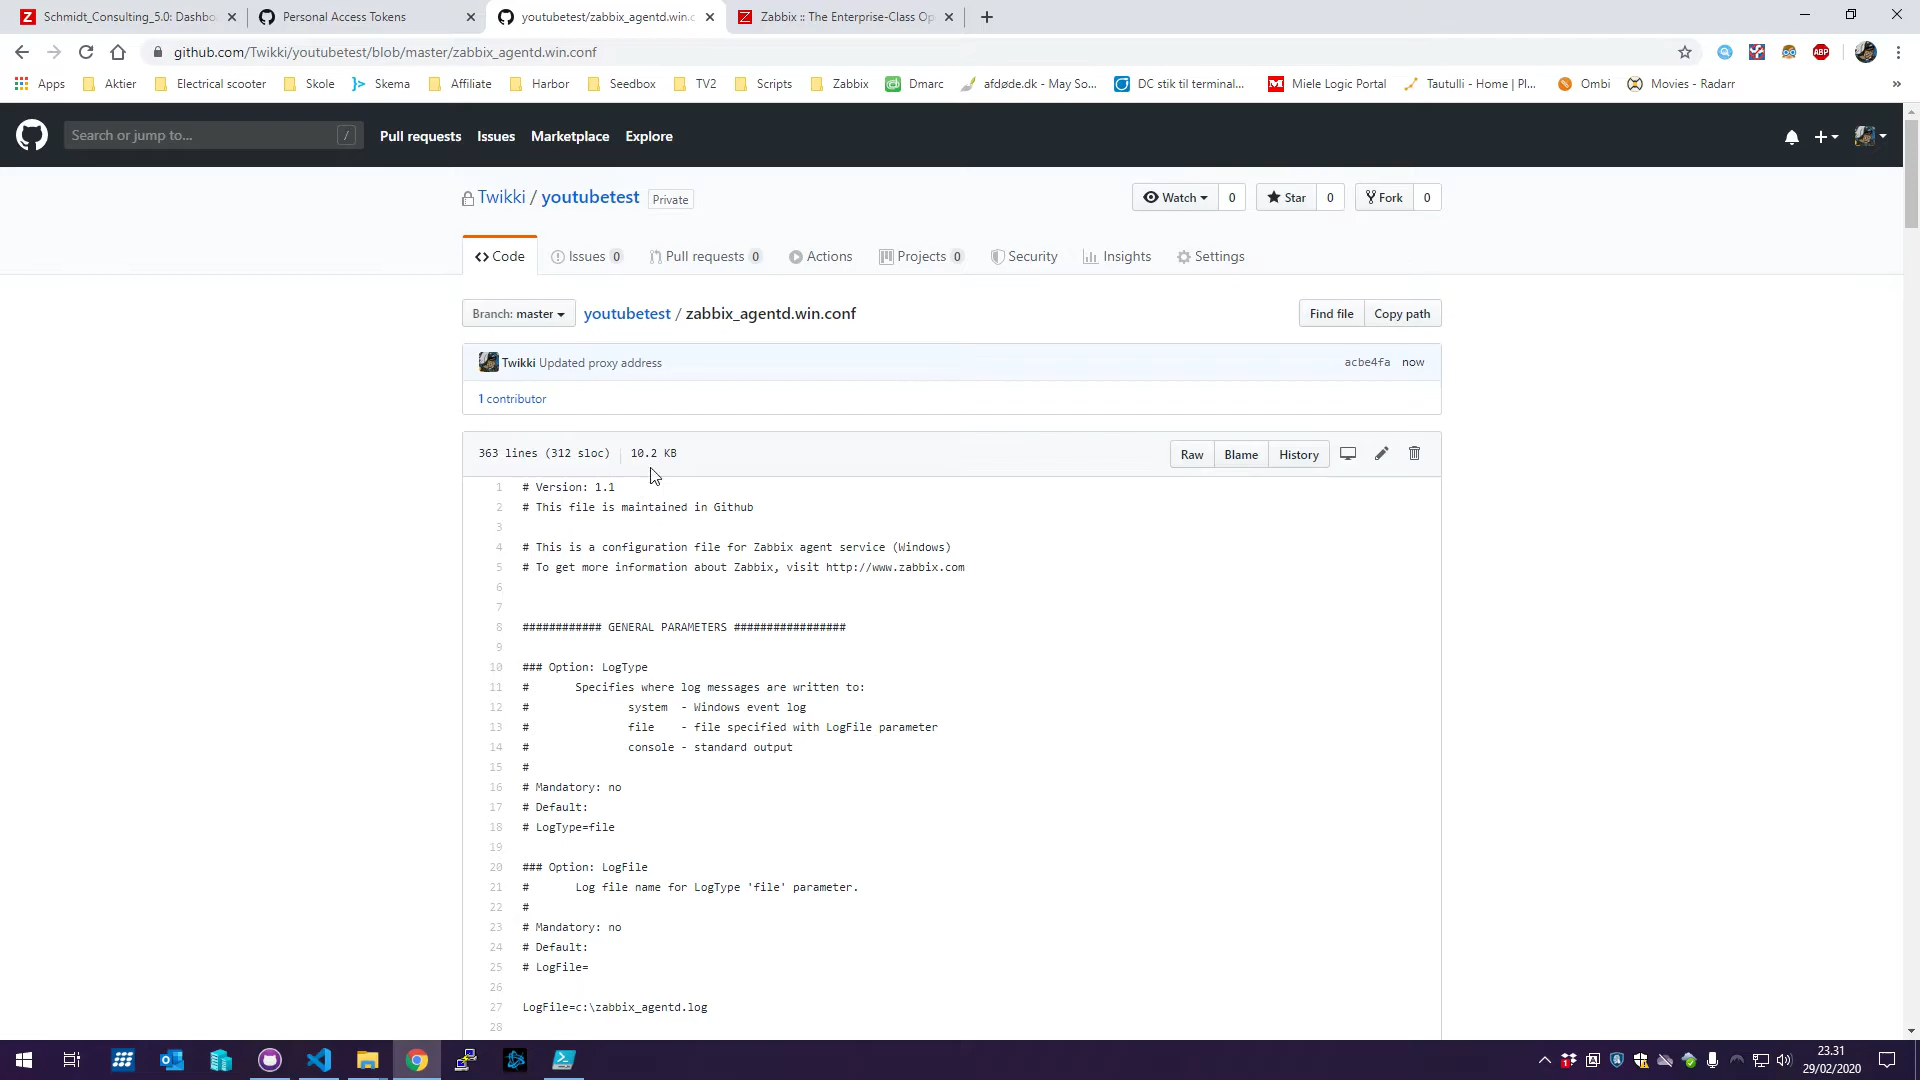 Schmidt_Consulting_5.0: Dashbo
Personal Access Tokens
youtubetest/zabbix_agentd.win.c
Zabbix :: The Enterprise-Class Op
github.com/Twikki/youtubetest/blob/master/zabbix_agentd.win.conf
ABP
Apps
Aktier
Electrical scooter
Skole
Skema
Affiliate
Harbor
Seedbox
TV2
Scripts
Zabbix
Dmarc
afdøde.dk - May So...
DC stik til terminal...
Miele Logic Portal
Tautulli - Home | Pl...
Ombi
Movies - Radarr
»
Search or jump to... /
Pull requests
Issues
Marketplace
Explore
Twikki / youtubetest Private
Watch 0
Star 0
Fork 0
Code
Issues 0
Pull requests 0
Actions
Projects 0
Security
Insights
Settings
Branch: master
youtubetest / zabbix_agentd.win.conf
Find file
Copy path
Twikki Updated proxy address
acbe4fa now
1 contributor
363 lines (312 sloc) 10.2 KB
Raw
Blame
History
1 # Version: 1.1
2 # This file is maintained in Github
3
4 # This is a configuration file for Zabbix agent service (Windows)
5 # To get more information about Zabbix, visit http://www.zabbix.com
6
7
8 ############ GENERAL PARAMETERS #################
9
10 ### Option: LogType
11 # Specifies where log messages are written to:
12 # system - Windows event log
13 # file - file specified with LogFile parameter
14 # console - standard output
15 #
16 # Mandatory: no
17 # Default:
18 # LogType=file
19
20 ### Option: LogFile
21 # Log file name for LogType 'file' parameter.
22 #
23 # Mandatory: no
24 # Default:
25 # LogFile=
26
27 LogFile=c:\zabbix_agentd.log
28
23.31
29/02/2020